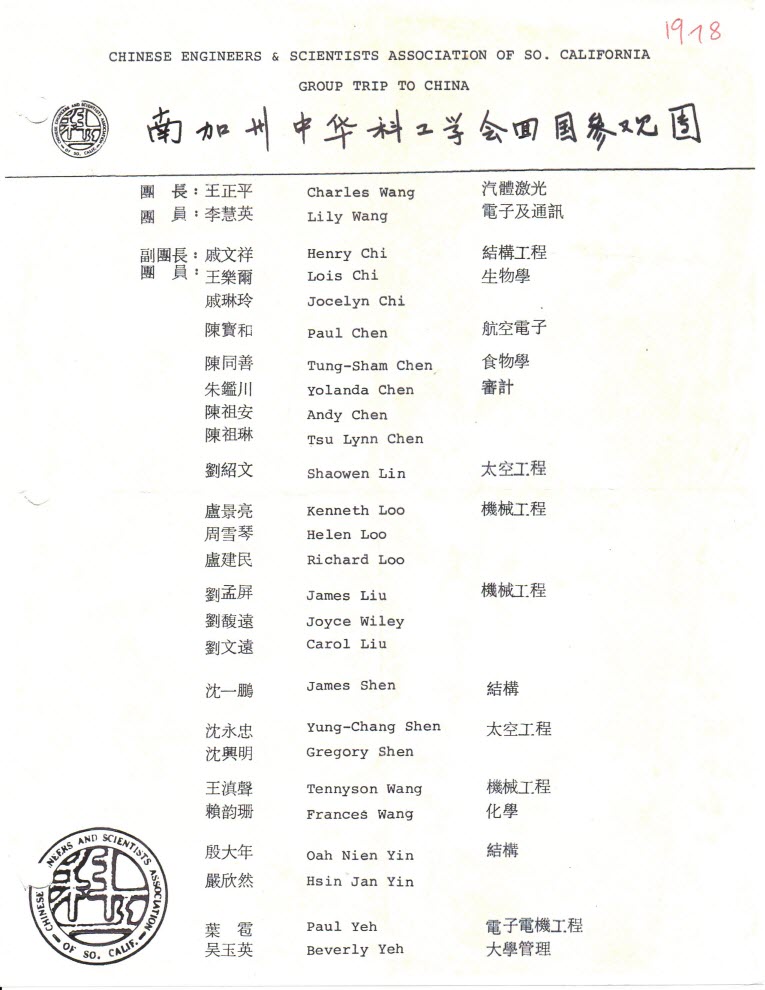 1978
CHINESE ENGINEERS & SCIENTISTS ASSOCIATION OF SO. CALIFORNIA
GROUP TRIP TO CHINA
南加州中华科工学会回国参观团
團 長：王正平 Charles Wang 汽體激光
團 員：李慧英 Lily Wang 電子及通訊
副團長：戚文祥 Henry Chi 結構工程
團 員：王樂爾 Lois Chi 生物學
戚琳玲 Jocelyn Chi
陳寶和 Paul Chen 航空電子
陳同善 Tung-Sham Chen 食物學
朱鑑川 Yolanda Chen 審計
陳祖安 Andy Chen
陳祖琳 Tsu Lynn Chen
劉紹文 Shaowen Lin 太空工程
盧景亮 Kenneth Loo 機械工程
周雪琴 Helen Loo
盧建民 Richard Loo
劉孟屏 James Liu 機械工程
劉馥遠 Joyce Wiley
劉文遠 Carol Liu
沈一鵬 James Shen 結構
沈永忠 Yung-Chang Shen 太空工程
沈興明 Gregory Shen
王滇聲 Tennyson Wang 機械工程
賴韵珊 Frances Wang 化學
殷大年 Oah Nien Yin 結構
嚴欣然 Hsin Jan Yin
葉 雹 Paul Yeh 電子電機工程
吴玉英 Beverly Yeh 大學管理
CHINESE ENGINEERS AND SCIENTISTS ASSOCIATION
OF SO. CALIF.